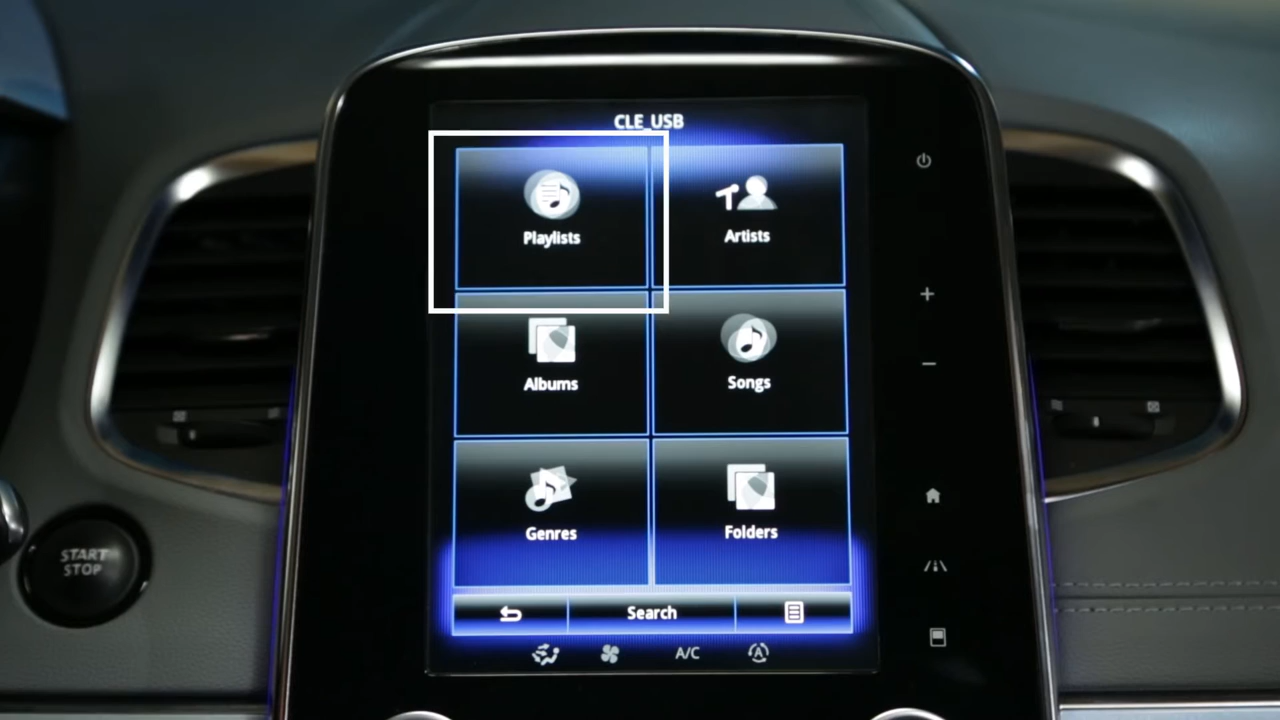 CLE_USB
Playlists
Artists
Albums
Songs
Genres
Folders
Search
A/C
START
STOP